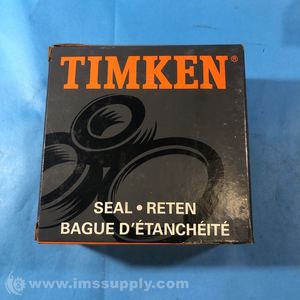 TIMKEN®
SEAL • RETEN
BAGUE D'ÉTANCHÉITÉ
© www.imssupply.com